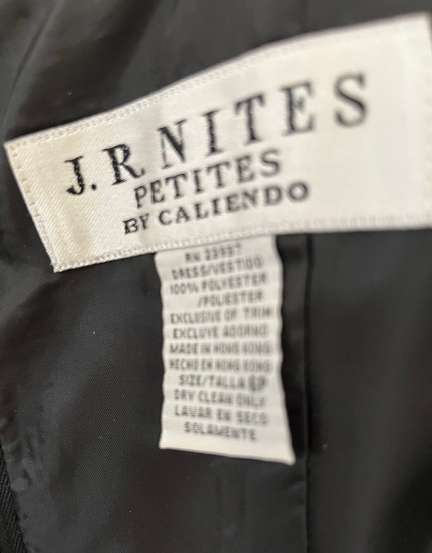 J.R NITES
PETITES
BY CALIENDO
RN
DRESS/VESTIDO
100% POLYESTER
/POLIESTER
EXCLUSIVE OF TRIM
EXCLUYE ADORNO
MADE IN HONG KONG
HECHO EN HONG KONG
SIZE/TALLA
DRY CLEAN ONLY
LAVAR EN SECO
SOLAMENTE